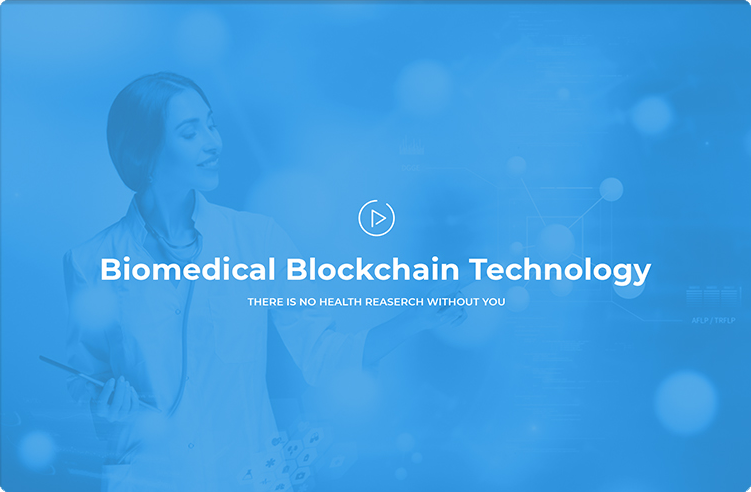 Biomedical Blockchain Technology
THERE IS NO HEALTH REASERCH WITHOUT YOU
AFLP / TRFLP